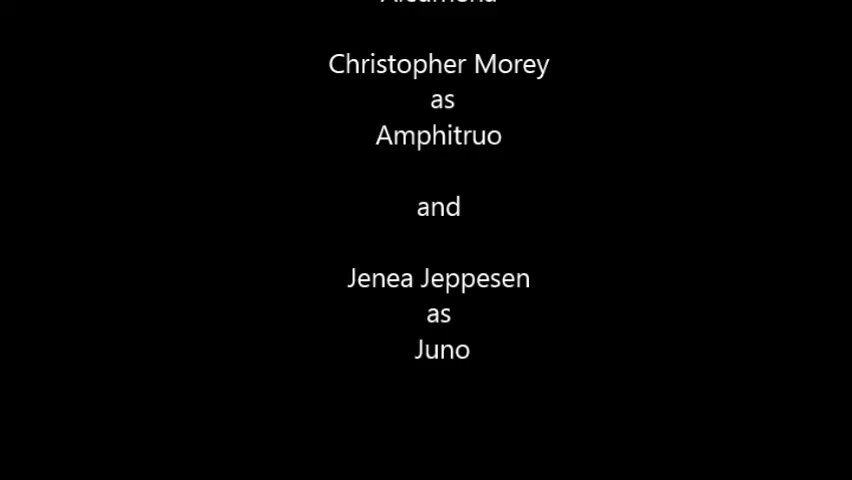 Christopher Morey
as
Amphitruo
and
Jenea Jeppesen
as
Juno